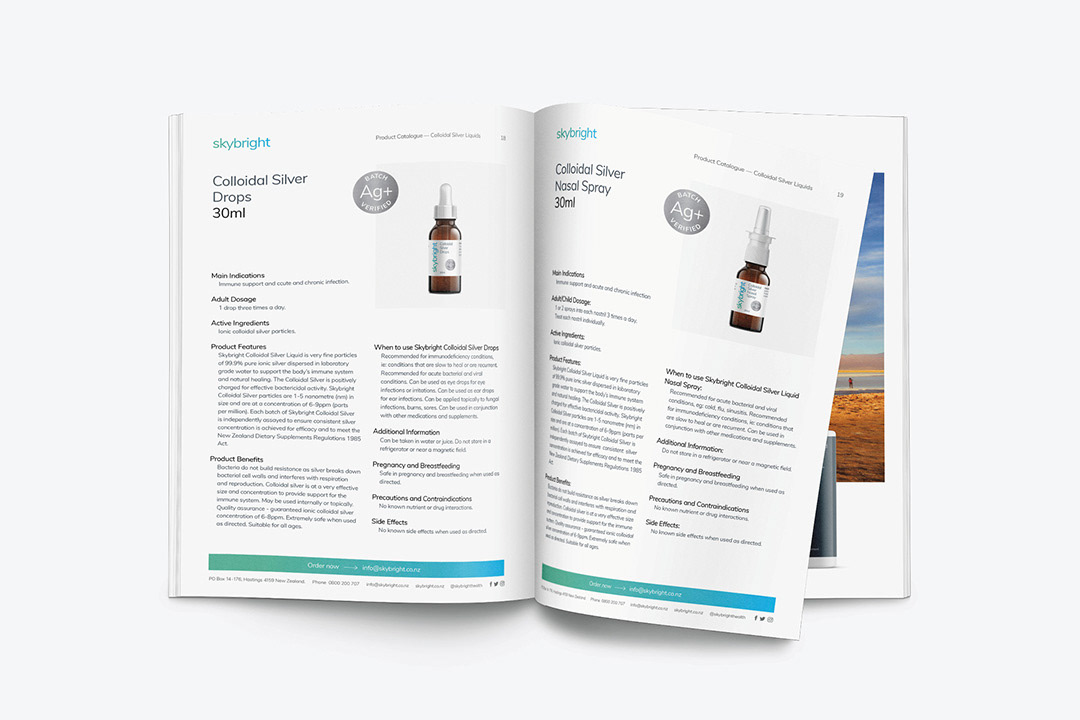 skybright
Product Catalogue — Colloidal Silver Liquids
18
Colloidal Silver
Drops
30ml
BATCH
Ag+
VERIFIED
skybright
Colloidal
Silver
Drops
Main Indications
Immune support and ccute and chronic infection.
Adult Dosage
1 drop three times a day.
Active Ingredients
Ionic colloidal silver particles.
Product Features
Skybright Colloidal Silver Liquid is very fine particles
of 99.9% pure ionic silver dispersed in laboratory
grade water to support the body's immune system
and natural healing. The Colloidal Silver is positively
charged for effective bactericidal activity. Skybright
Colloidal Silver particles are 1-5 nanometre (nm) in
size and are at a concentration of 6-9ppm (parts
per million). Each batch of Skybright Colloidal Silver
is independently assayed to ensure consistent silver
concentration is achieved for efficacy and to meet the
New Zealand Dietary Supplements Regulations 1985
Act.
Product Benefits
Bacteria do not build resistance as silver breaks down
bacterial cell walls and interferes with respiration
and reproduction. Colloidal silver is at a very effective
size and concentration to provide support for the
immune system. May be used internally or topically.
Quality assurance - guaranteed ionic colloidal silver
concentration of 6-8ppm. Extremely safe when used
as directed. Suitable for all ages.
When to use Skybright Colloidal Silver Drops
Recommended for immunodeficiency conditions,
ie: conditions that are slow to heal or are recurrent.
Recommended for acute bacterial and viral
conditions. Can be used as eye drops for eye
infections or irritations. Can be used as ear drops
for ear infections. Can be applied topically to fungal
infections, burns, sores. Can be used in conjunction
with other medications and supplements.
Additional Information
Can be taken in water or juice. Do not store in a
refrigerator or near a magnetic field.
Pregnancy and Breastfeeding
Safe in pregnancy and breastfeeding when used as
directed.
Precautions and Contraindications
No known nutrient or drug interactions.
Side Effects
No known side effects when used as directed.
Order now ⟶ info@skybright.co.nz
PO Box 14-176, Hastings 4159 New Zealand. Phone 0800 200 707 info@skybright.co.nz skybright.co.nz @skybrighthealth
skybright
Product Catalogue — Colloidal Silver Liquids
19
Colloidal Silver
Nasal Spray
30ml
BATCH
Ag+
VERIFIED
skybright
Colloidal
Silver
Nasal
Spray
Main Indications
Immune support and acute and chronic infection
Adult/Child Dosage:
1 or 2 sprays into each nostril 3 times a day.
Treat each nostril individually.
Active Ingredients:
Ionic colloidal silver particles.
Product Features:
Skybright Colloidal Silver Liquid is very fine particles
of 99.9% pure ionic silver dispersed in laboratory
grade water to support the body's immune system
and natural healing. The Colloidal Silver is positively
charged for effective bactericidal activity. Skybright
Colloidal Silver particles are 1-5 nanometre (nm) in
size and are at a concentration of 6-9ppm (parts per
million). Each batch of Skybright Colloidal Silver is
independently assayed to ensure consistent silver
concentration is achieved for efficacy and to meet the
New Zealand Dietary Supplements Regulations 1985
Act.
Product Benefits
Bacteria do not build resistance as silver breaks down
bacterial cell walls and interferes with respiration and
reproduction. Colloidal silver is at a very effective size
and concentration to provide support for the immune
system. Quality assurance - guaranteed ionic colloidal
silver concentration of 6-8ppm. Extremely safe when
used as directed. Suitable for all ages.
When to use Skybright Colloidal Silver Liquid
Nasal Spray:
Recommended for acute bacterial and viral
conditions, eg: cold, flu, sinusitis. Recommended
for immunodeficiency conditions, ie: conditions that
are slow to heal or are recurrent. Can be used in
conjunction with other medications and supplements.
Additional Information:
Do not store in a refrigerator or near a magnetic field.
Pregnancy and Breastfeeding
Safe in pregnancy and breastfeeding when used as
directed.
Precautions and Contraindications
No known nutrient or drug interactions.
Side Effects:
No known side effects when used as directed.
Order now ⟶ info@skybright.co.nz
Hastings 4159 New Zealand. Phone 0800 200 707 info@skybright.co.nz skybright.co.nz @skybrighthealth